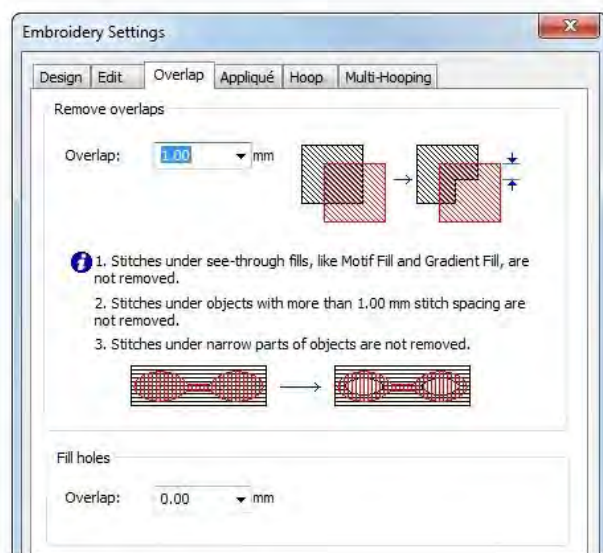 Embroidery Settings
Design Edit Overlap Appliqué Hoop Multi-Hooping
Remove overlaps
Overlap: 1.00 mm
1. Stitches under see-through fills, like Motif Fill and Gradient Fill, are
not removed.
2. Stitches under objects with more than 1.00 mm stitch spacing are
not removed.
3. Stitches under narrow parts of objects are not removed.
Fill holes
Overlap: 0.00 mm